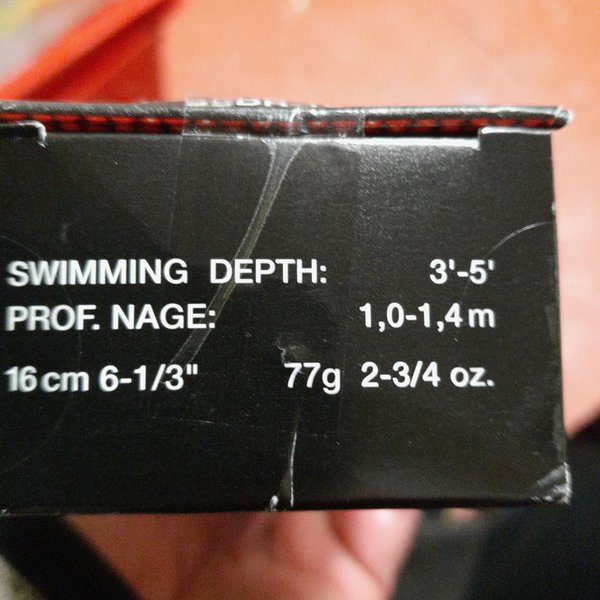 SWIMMING DEPTH: 3'-5'
PROF. NAGE: 1,0-1,4 m
16 cm 6-1/3" 77g 2-3/4 oz.